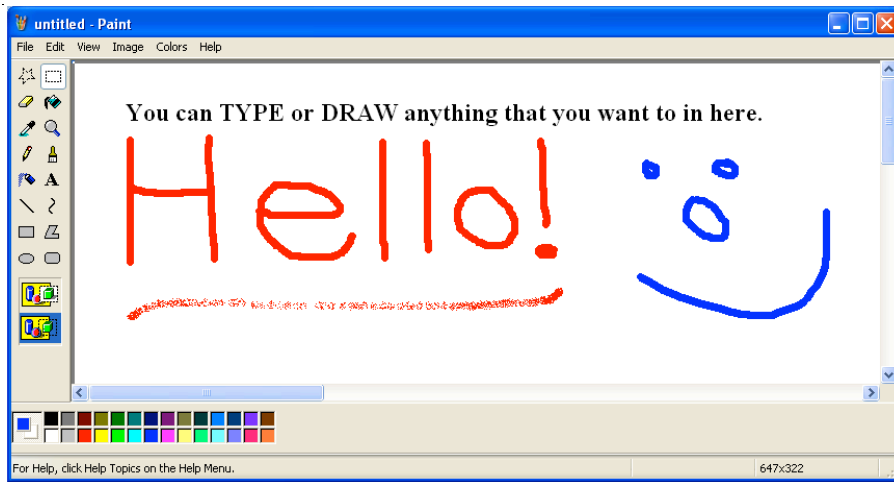 untitled - Paint
File Edit View Image Colors Help
A
You can TYPE or DRAW anything that you want to in here.
Hello!
For Help, click Help Topics on the Help Menu.
647x322